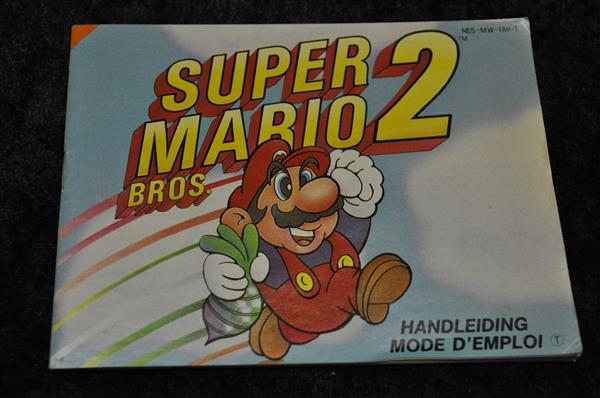 NES-MW-FAH-1
SUPER
MARIO
BROS. 2
TM
M
HANDLEIDING
MODE D'EMPLOI T